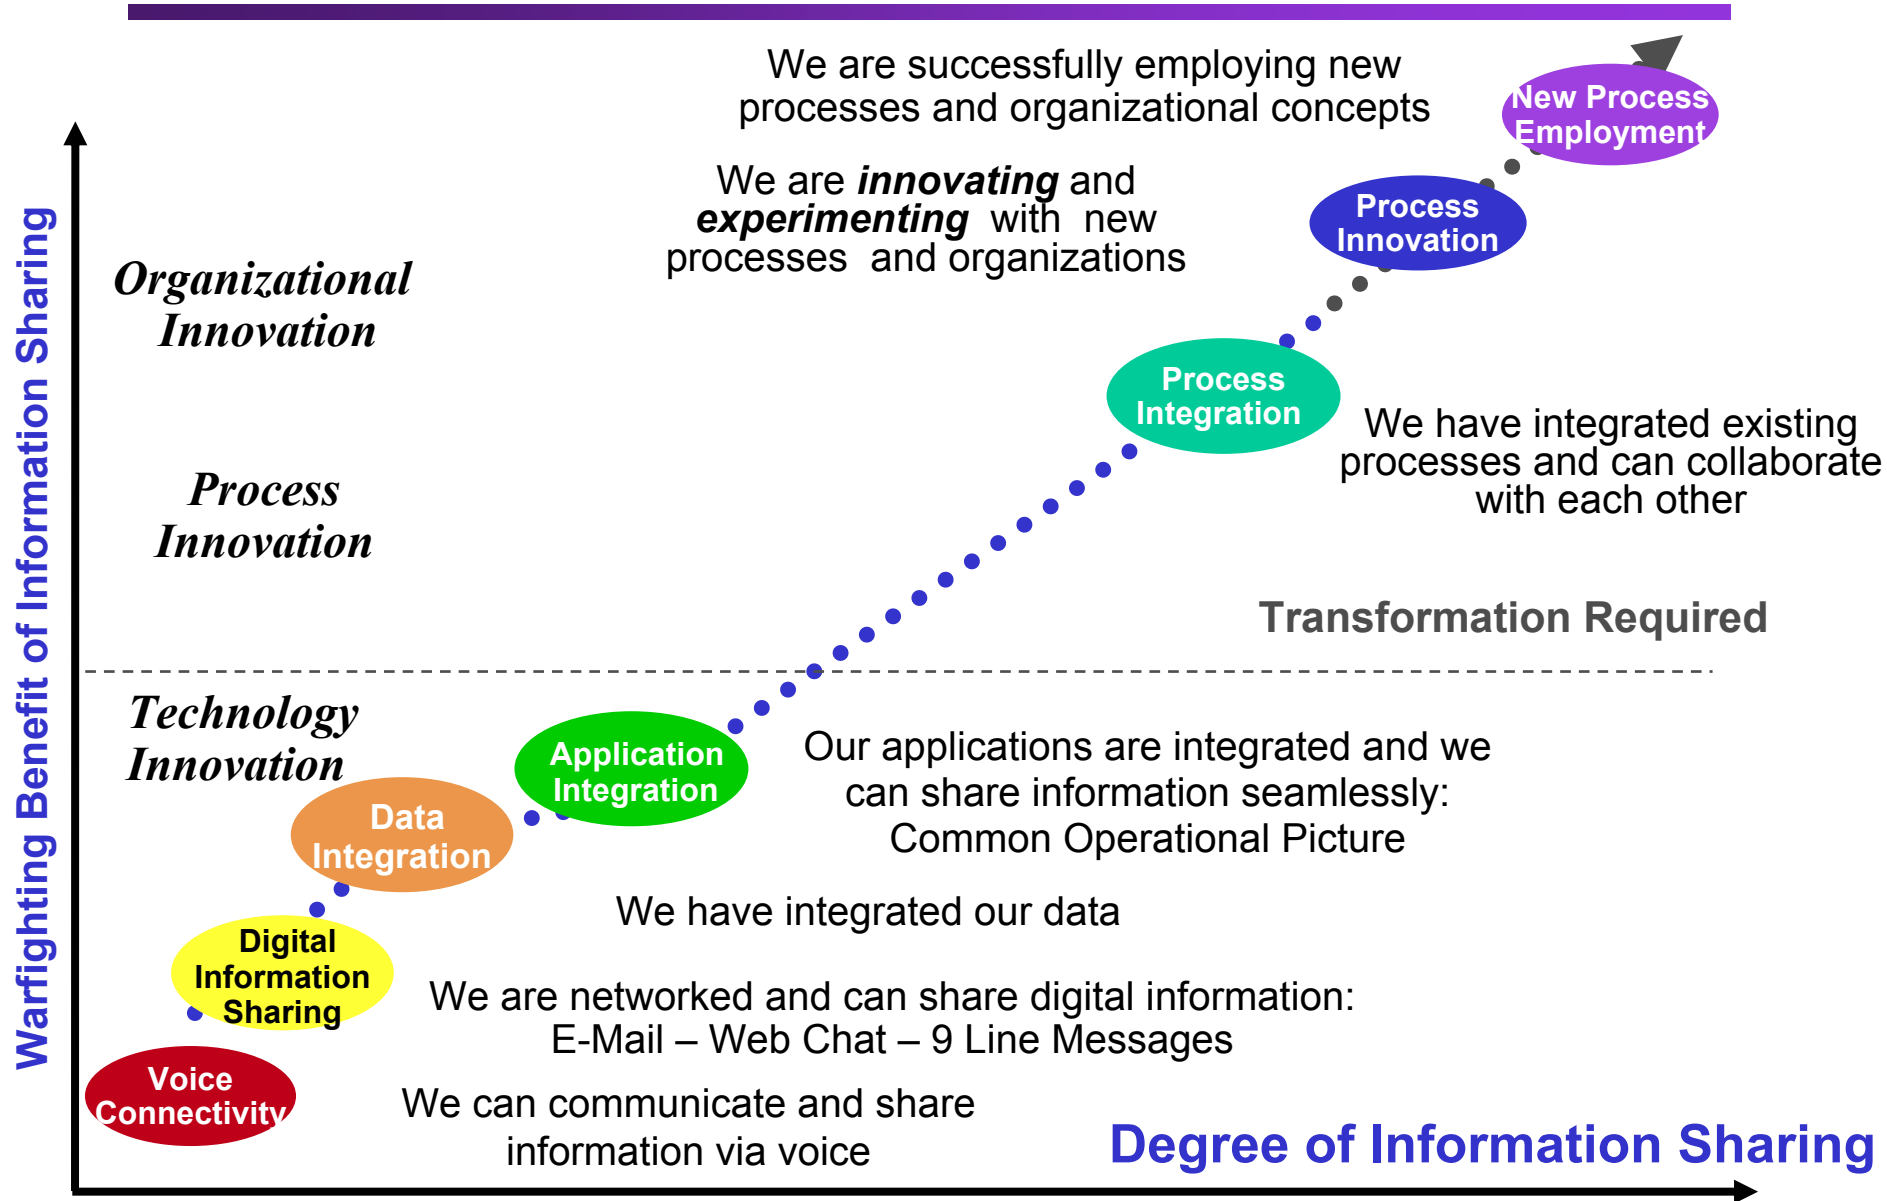 We are successfully employing new
processes and organizational concepts
New Process
Employment
We are innovating and
experimenting with new
processes and organizations
Process
Innovation
Organizational
Innovation
Process
Integration
We have integrated existing
processes and can collaborate
with each other
Process
Innovation
Transformation Required
Technology
Innovation
Application
Integration
Our applications are integrated and we
can share information seamlessly:
Common Operational Picture
Data
Integration
We have integrated our data
Digital
Information
Sharing
We are networked and can share digital information:
E-Mail – Web Chat – 9 Line Messages
Voice
Connectivity
We can communicate and share
information via voice
Warfighting Benefit of Information Sharing
Degree of Information Sharing